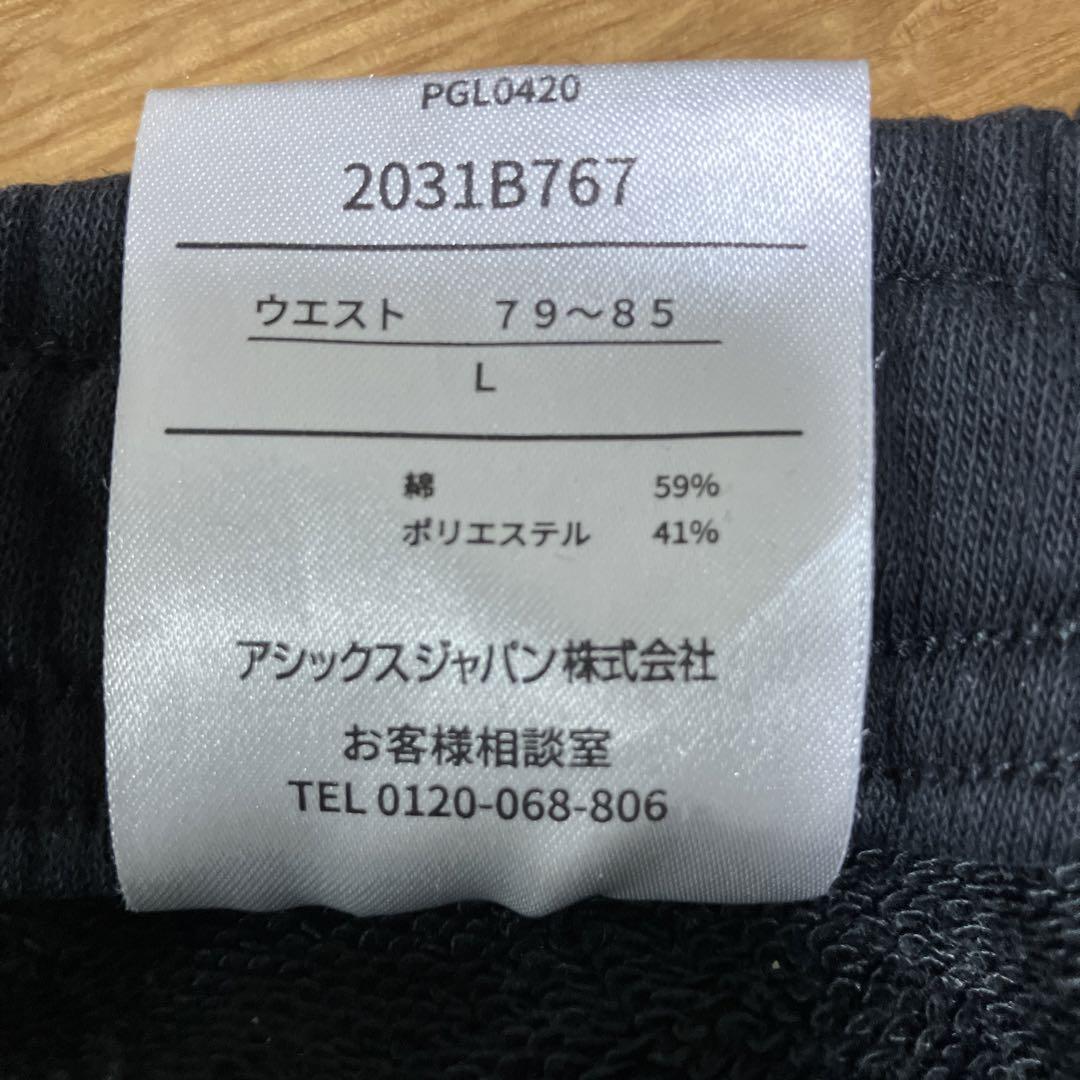 PGL0420
2031B767
ウエスト　７９～８５
L
綿 59%
ポリエステル 41%
アシックスジャパン株式会社
お客様相談室
TEL 0120-068-806